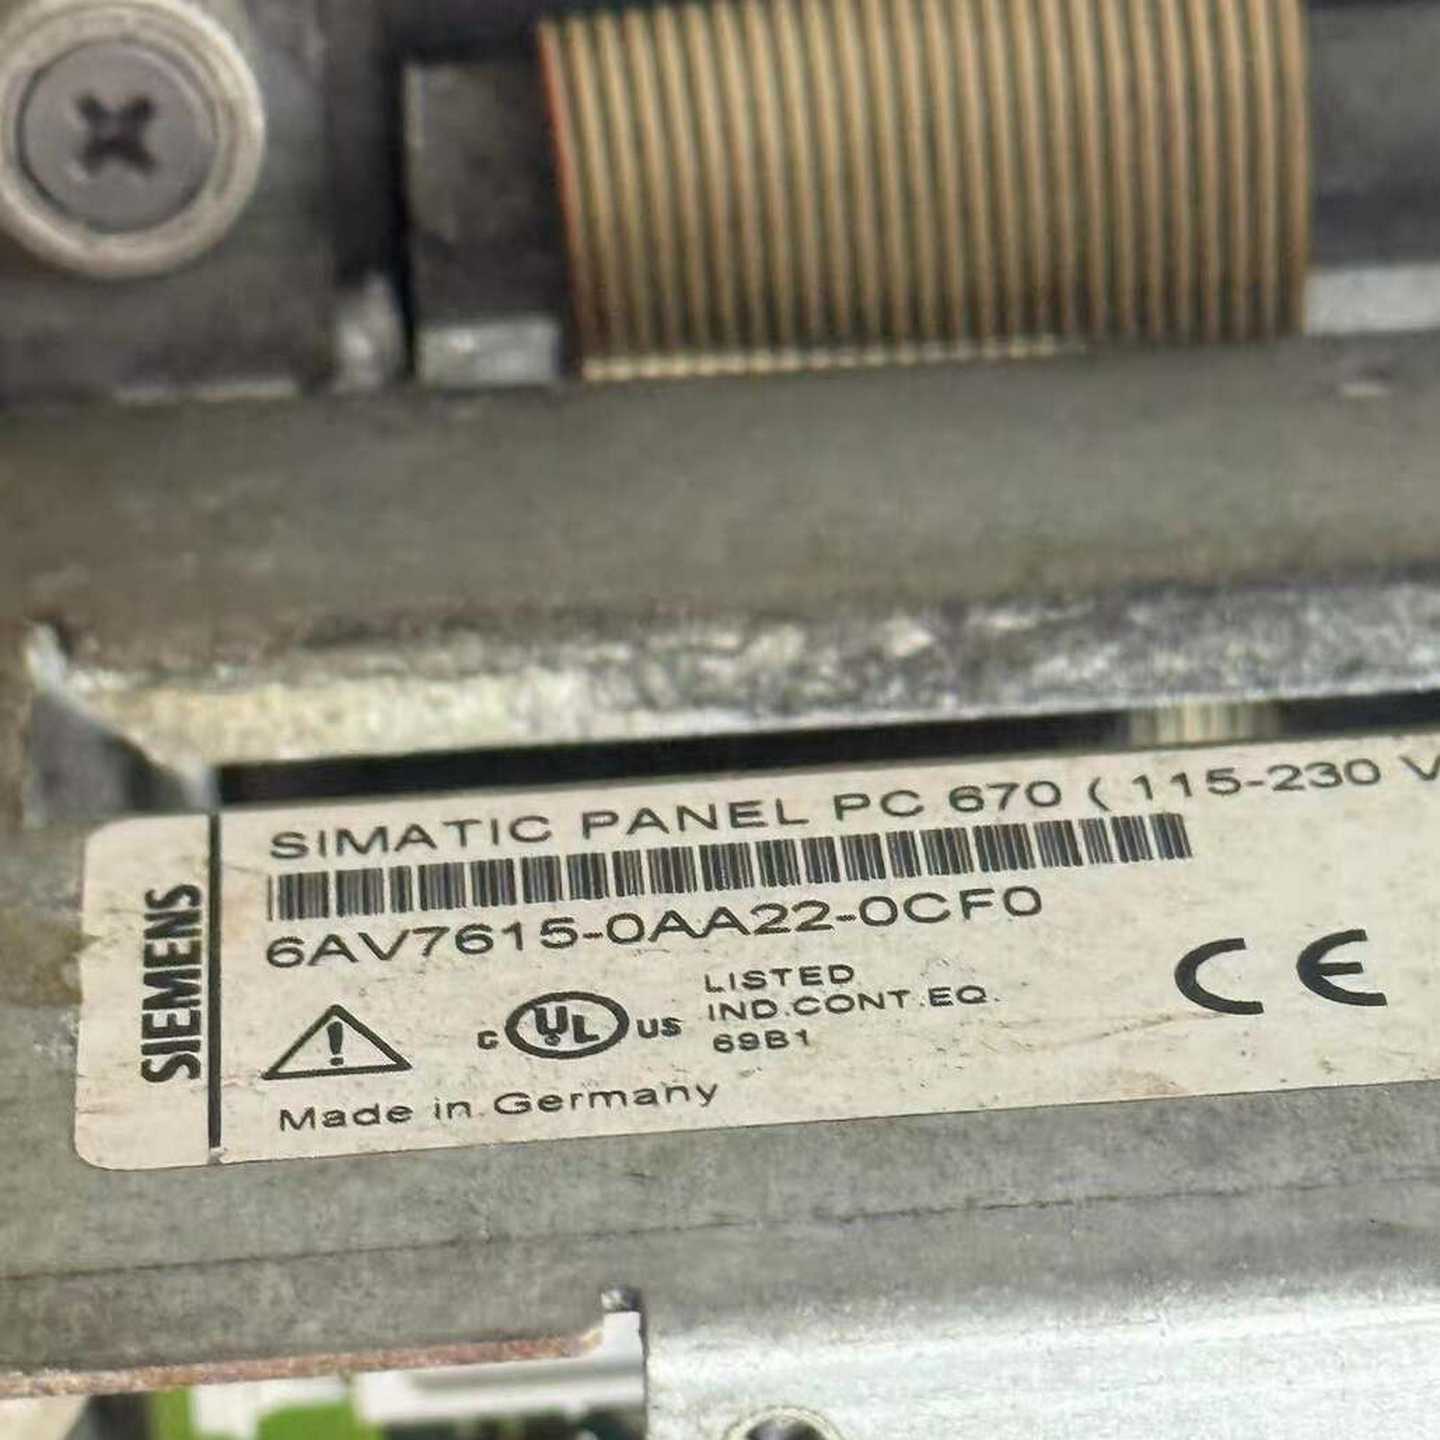 SIEMENS
SIMATIC PANEL PC 670 ( 115-230 V
6AV7615-0AA22-0CF0
C UL US
LISTED
IND.CONT.EQ.
69B1
CE
Made in Germany